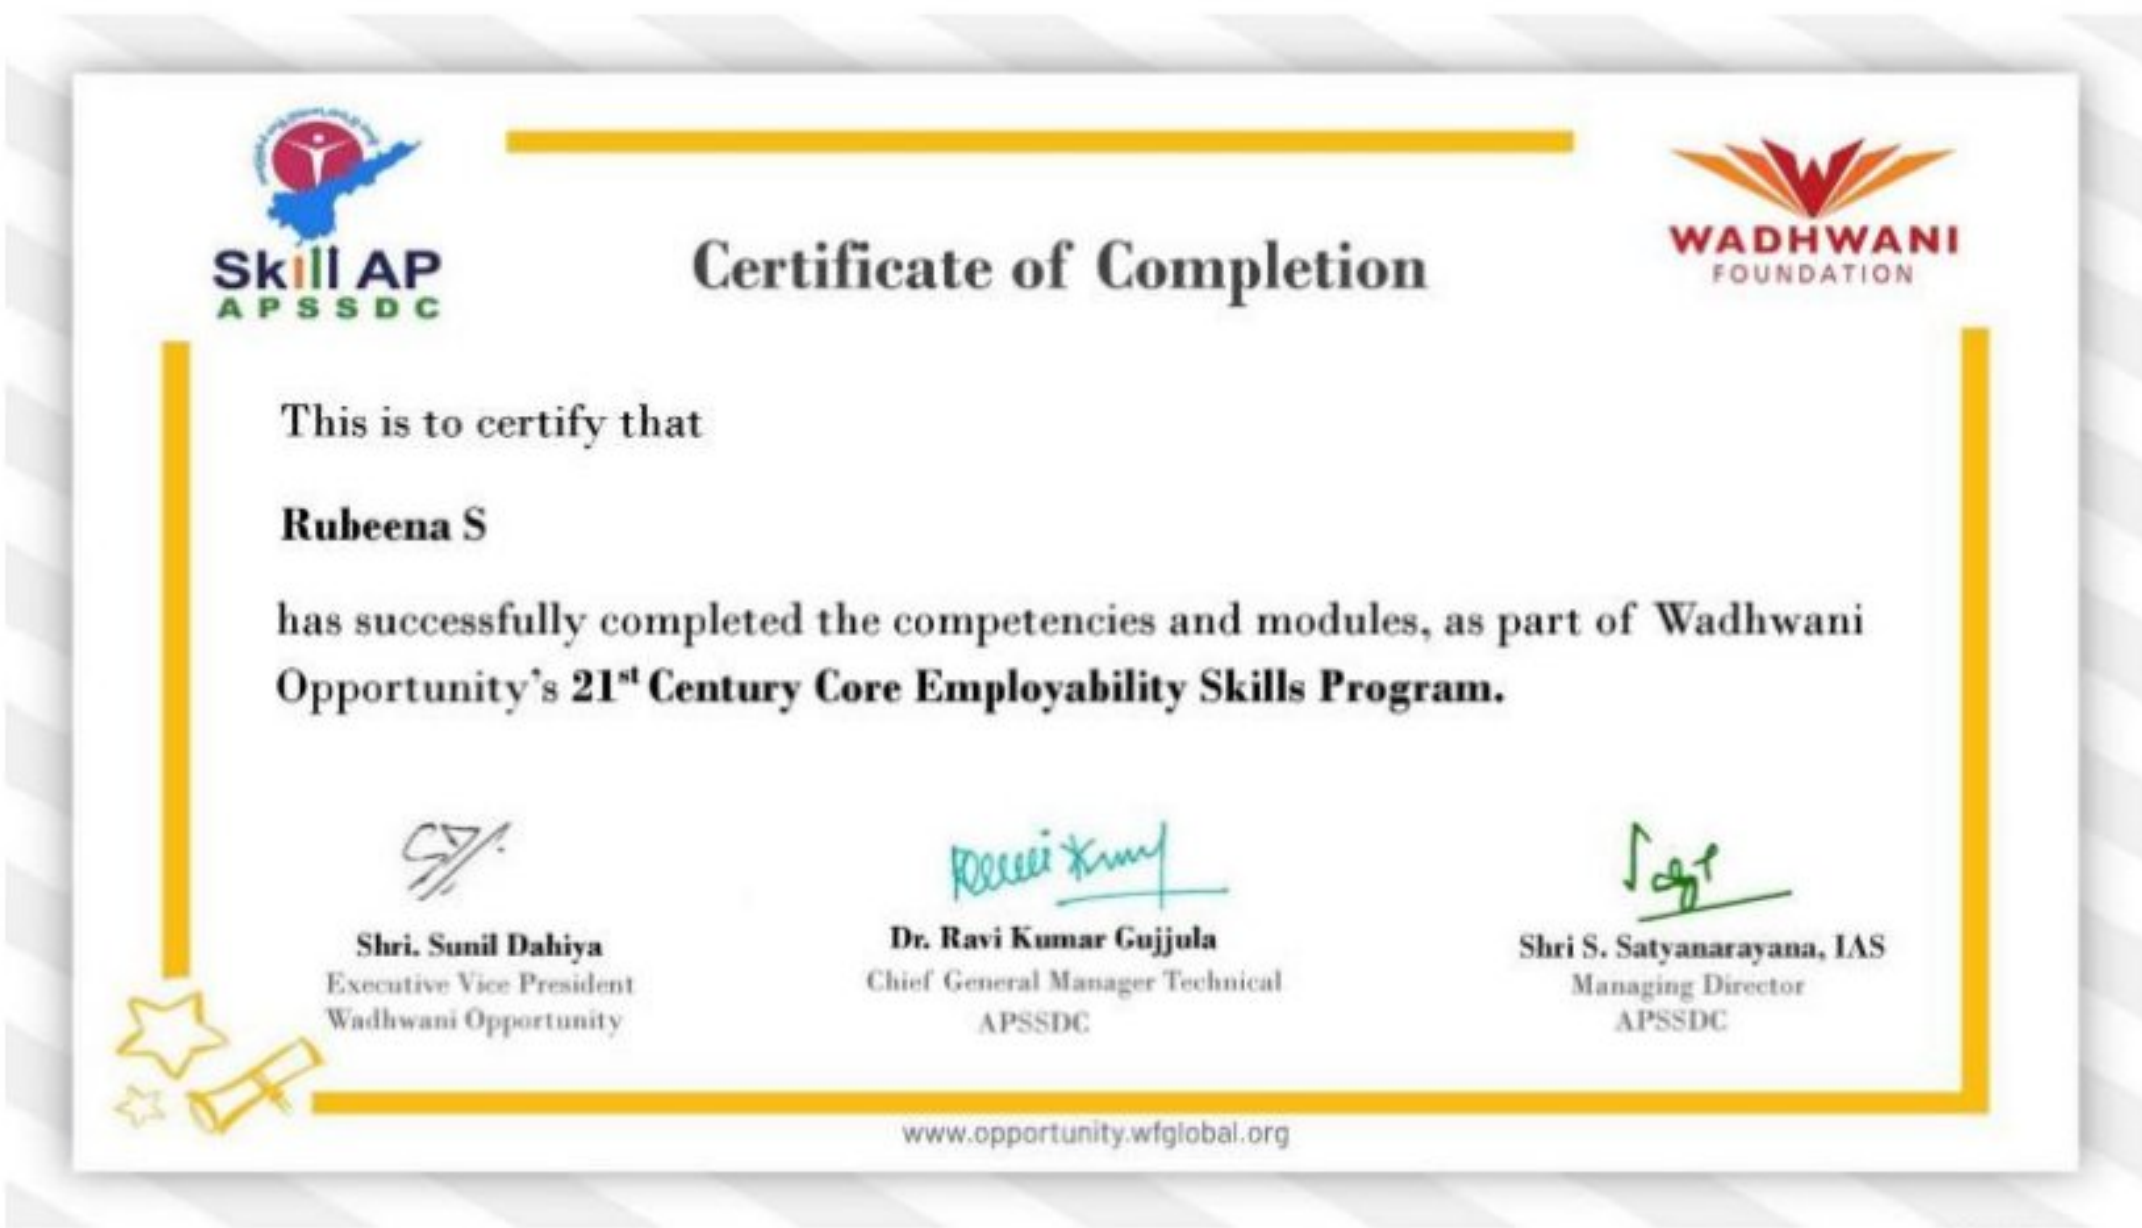 Skill AP
APSSDC
WADHWANI
FOUNDATION
Certificate of Completion
This is to certify that
Rubeena S
has successfully completed the competencies and modules, as part of Wadhwani
Opportunity's 21st Century Core Employability Skills Program.
Shri. Sunil Dahiya
Executive Vice President
Wadhwani Opportunity
Dr. Ravi Kumar Gujjula
Chief General Manager Technical
APSSDC
Shri S. Satyanarayana, IAS
Managing Director
APSSDC
www.opportunity.wfglobal.org